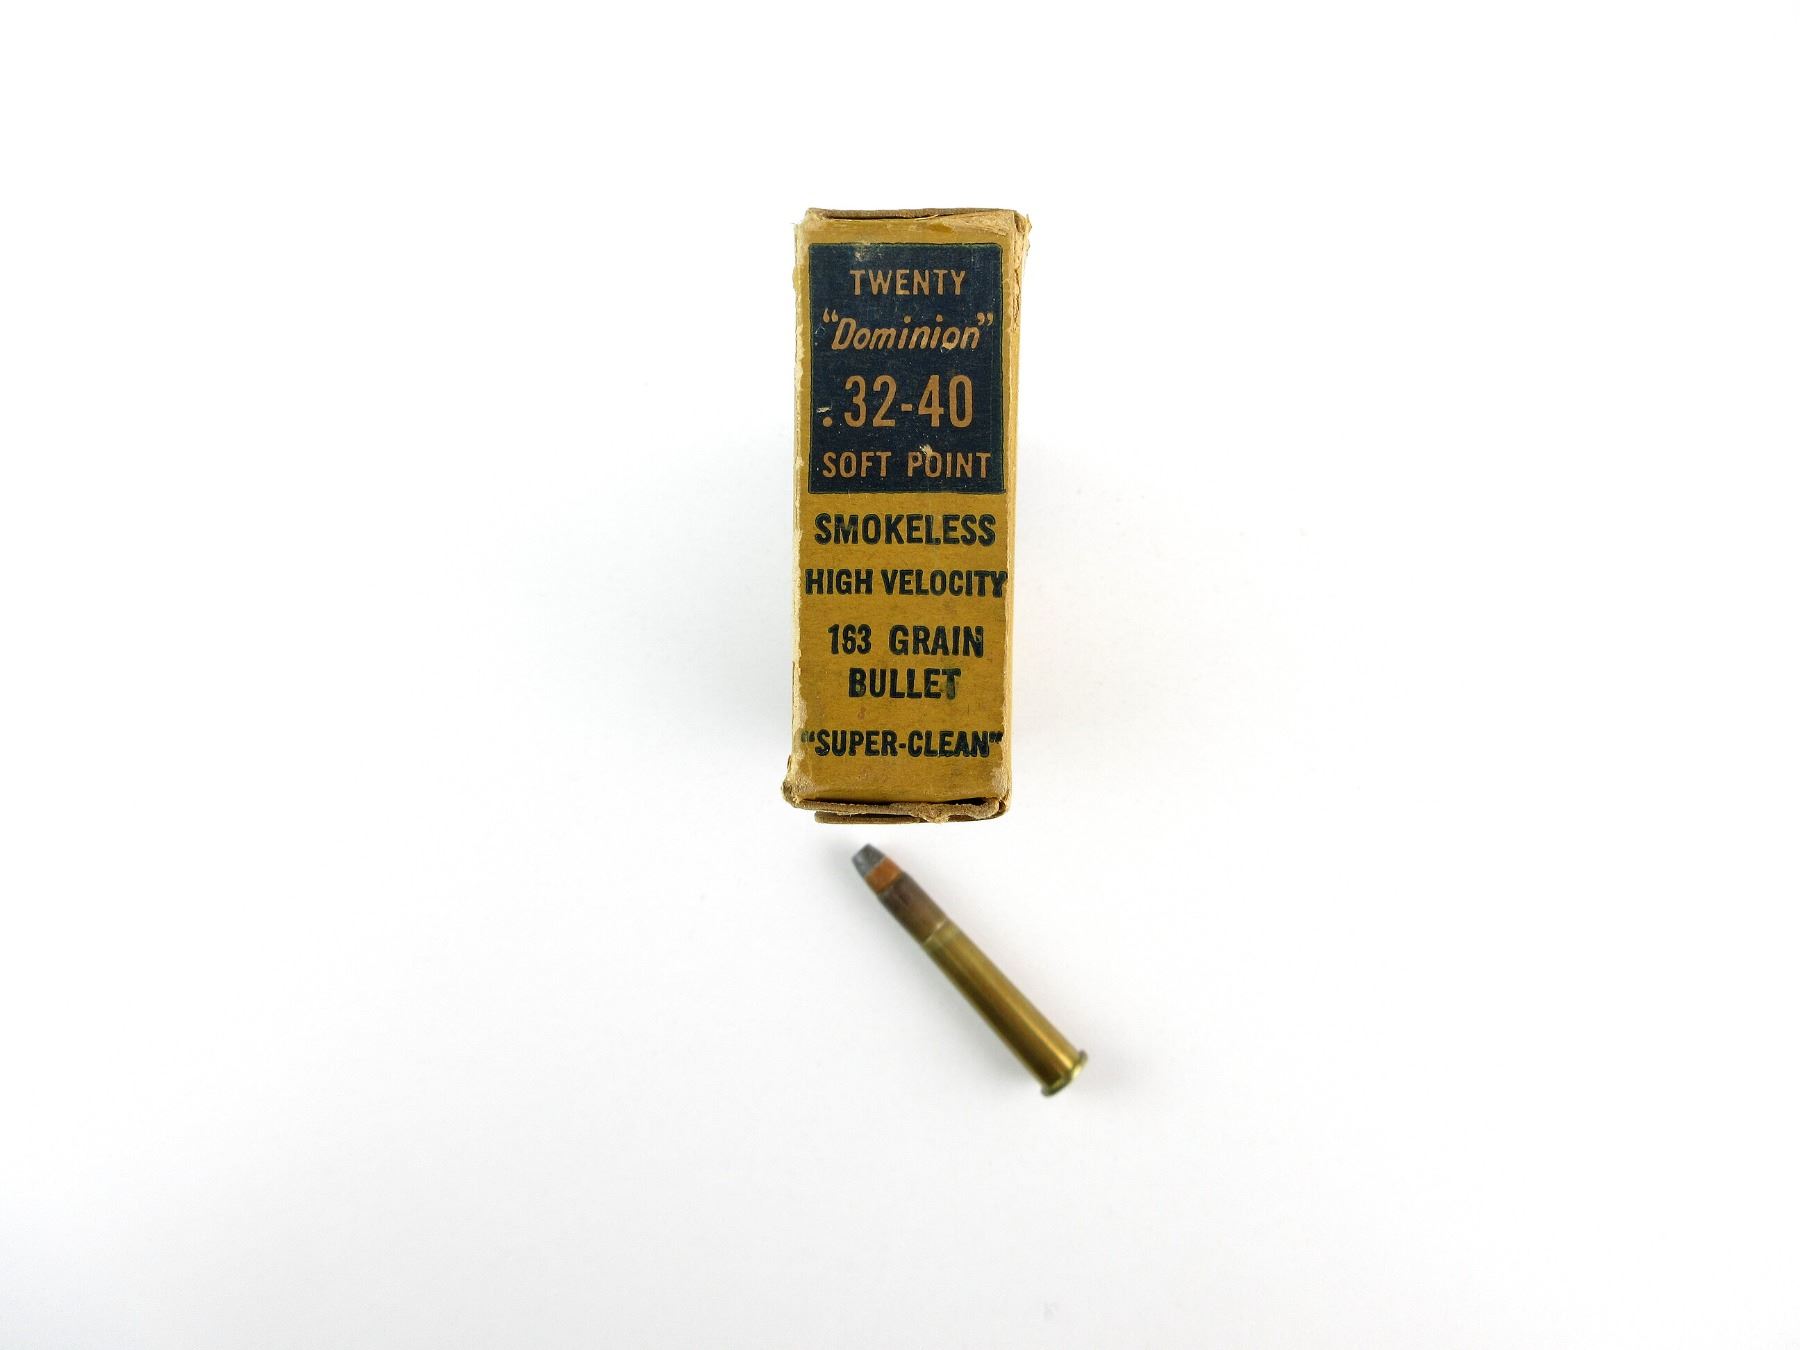 TWENTY
"Dominion"
.32-40
SOFT POINT
SMOKELESS
HIGH VELOCITY
163 GRAIN
BULLET
"SUPER-CLEAN"